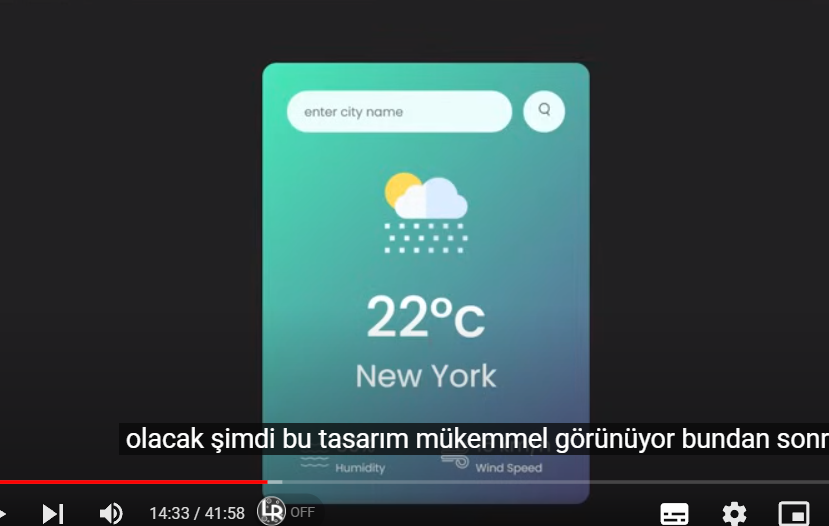 enter city name
22°c
New York
olacak şimdi bu tasarım mükemmel görünüyor bundan
Humidity
Wind Speed
14:33 / 41:58
LR
OFF